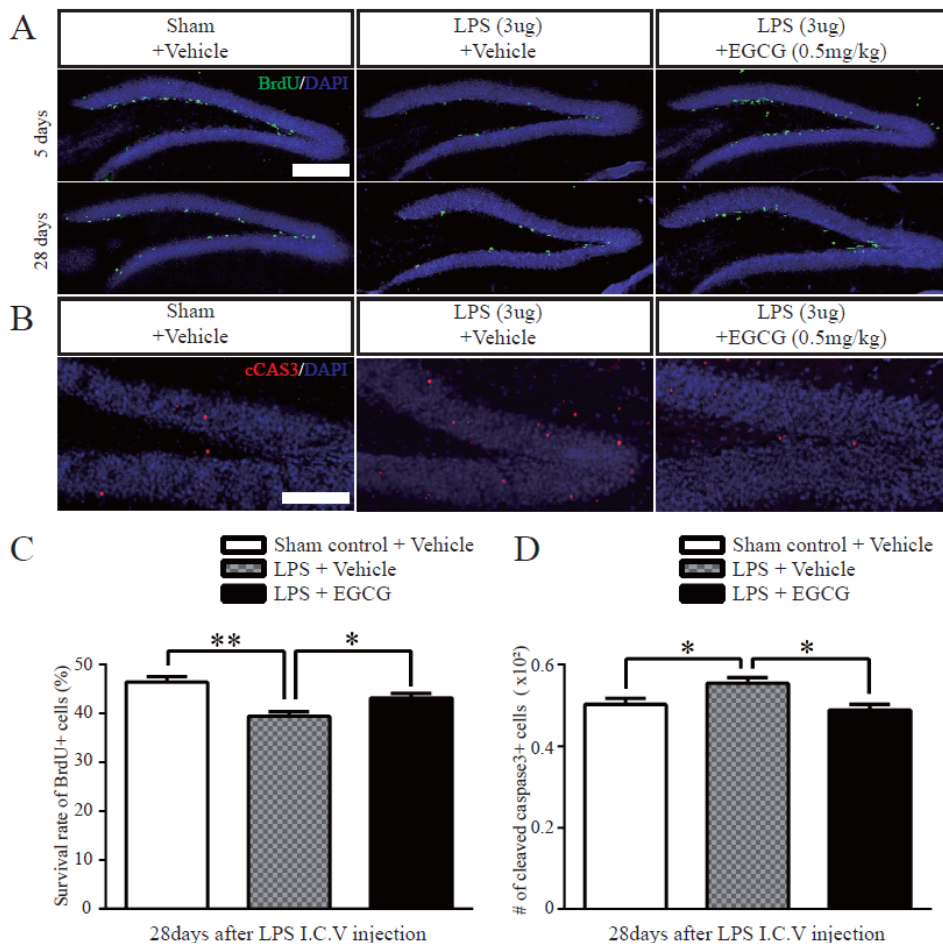 A
Sham
+Vehicle
LPS (3ug)
+Vehicle
LPS (3ug)
+EGCG (0.5mg/kg)
BrdU/DAPI
5 days
28 days
B
Sham
+Vehicle
LPS (3ug)
+Vehicle
LPS (3ug)
+EGCG (0.5mg/kg)
cCAS3/DAPI
C
Sham control + Vehicle
LPS + Vehicle
LPS + EGCG
**
*
Survival rate of BrdU+ cells (%)
50
40
30
20
10
0
28days after LPS I.C.V injection
D
Sham control + Vehicle
LPS + Vehicle
LPS + EGCG
*
*
# of cleaved caspase3+ cells ( x10²)
0.6
0.4
0.2
0
28days after LPS I.C.V injection